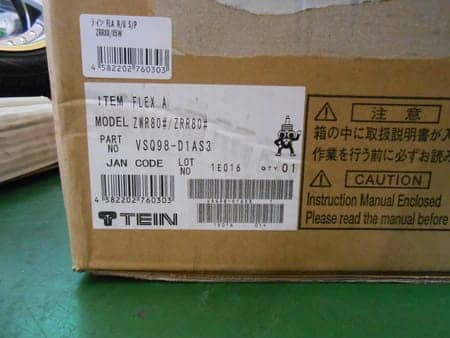 FLA R/U S/P
ZRR80/85W
4 582202 760303
ITEM FLEX A
MODEL ZWR80#/ZRR80#
PART NO VSQ98-D1AS3
JAN CODE LOT NO 1E016 QTY 01
4 582202 760303
TEIN
1E016
注意
箱の中に取扱説明書が入
作業を行う前に必ずお読み
CAUTION
Instruction Manual Enclosed
Please read the manual before